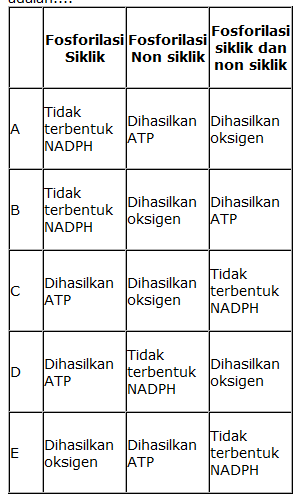 adalah....
Fosforilasi Siklik
Fosforilasi Non siklik
Fosforilasi siklik dan non siklik
A
Tidak terbentuk NADPH
Dihasilkan ATP
Dihasilkan oksigen
B
Tidak terbentuk NADPH
Dihasilkan oksigen
Dihasilkan ATP
C
Dihasilkan ATP
Dihasilkan oksigen
Tidak terbentuk NADPH
D
Dihasilkan ATP
Tidak terbentuk NADPH
Dihasilkan oksigen
E
Dihasilkan oksigen
Dihasilkan ATP
Tidak terbentuk NADPH